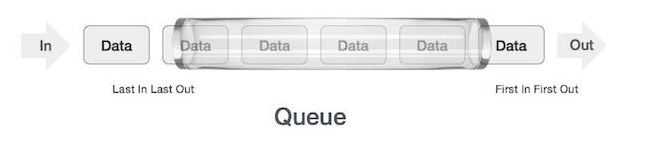 In Data Data Data Data Data Data Out
Last In Last Out First In First Out
Queue